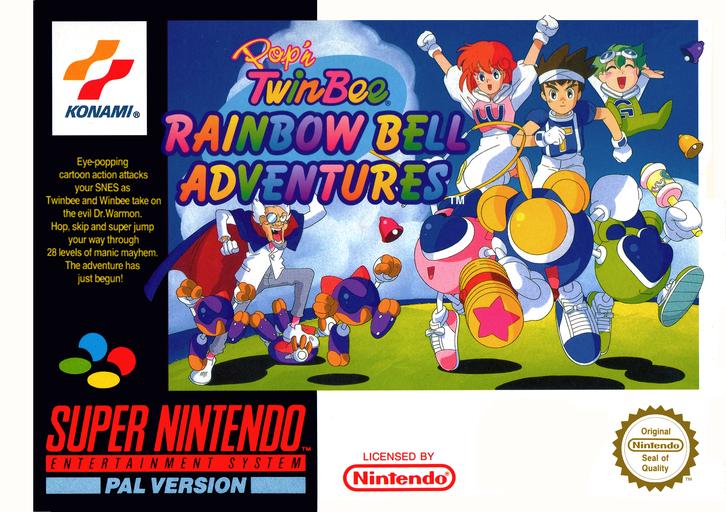 KONAMI®
Eye-popping
cartoon action attacks
your SNES as
Twinbee and Winbee take on
the evil Dr.Warmon.
Hop, skip and super jump
your way through
28 levels of manic mayhem.
The adventure has
just begun!
Pop'n
TwinBee®
RAINBOW BELL
ADVENTURES™
W
T
G
SUPER NINTENDO™
ENTERTAINMENT SYSTEM
PAL VERSION
LICENSED BY
Nintendo®
Original
Nintendo®
Seal of
Quality
™